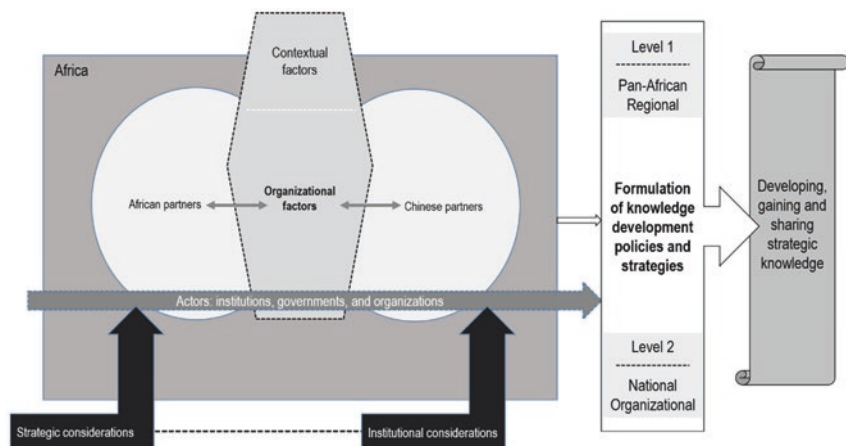 Africa
Contextual
factors
African partners
Organizational
factors
Chinese partners
Actors: institutions, governments, and organizations
Strategic considerations
Institutional considerations
Level 1
Pan-African
Regional
Formulation
of knowledge
development
policies and
strategies
Level 2
National
Organizational
Developing,
gaining and
sharing
strategic
knowledge